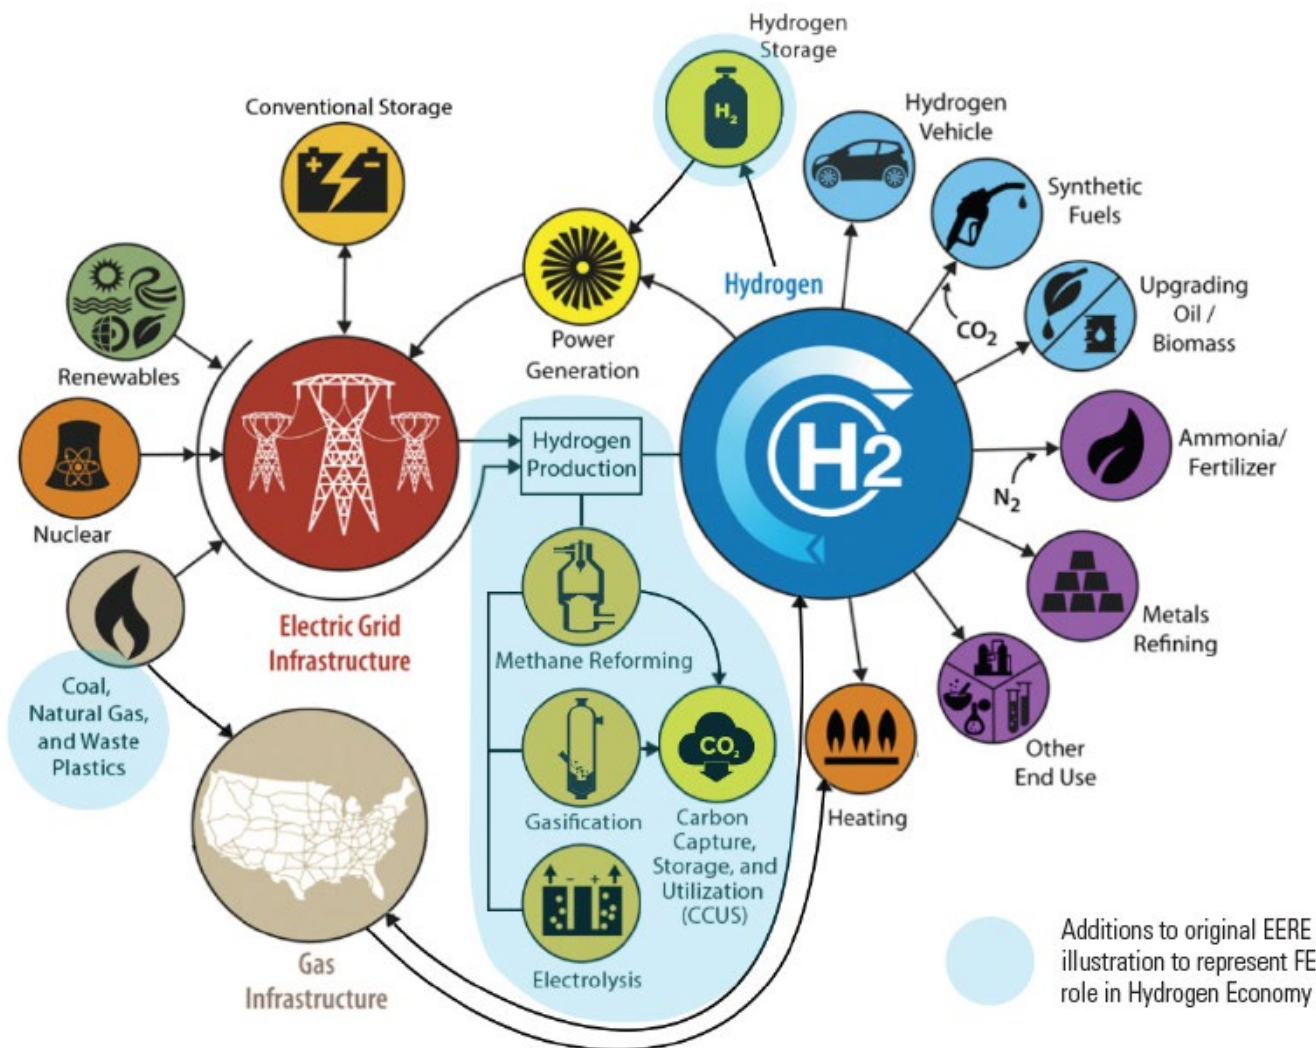 Hydrogen
Storage
H2
Conventional Storage
+ -
Hydrogen
Vehicle
Synthetic
Fuels
CO2
Upgrading
Oil /
Biomass
Renewables
Power
Generation
Hydrogen
H2
Nuclear
Hydrogen
Production
Ammonia/
Fertilizer
N2
Electric Grid
Infrastructure
Methane Reforming
Metals
Refining
Coal,
Natural Gas,
and Waste
Plastics
CO2
Gasification
Carbon
Capture,
Storage, and
Utilization
(CCUS)
Heating
Other
End Use
- +
Electrolysis
Gas
Infrastructure
Additions to original EERE
illustration to represent FE
role in Hydrogen Economy